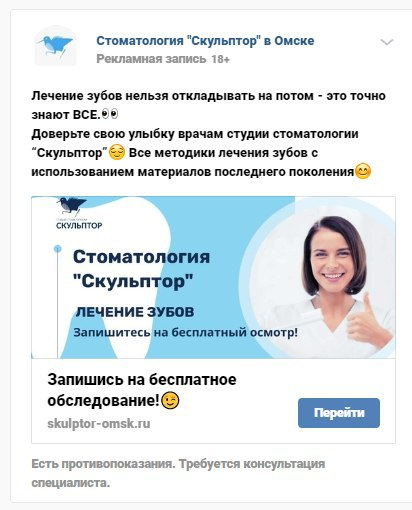 Стоматология "Скульптор" в Омске
Рекламная запись 18+
Лечение зубов нельзя откладывать на потом - это точно
знают ВСЕ.👀
Доверьте свою улыбку врачам студии стоматологии
“Скульптор”😌 Все методики лечения зубов с
использованием материалов последнего поколения😊
СКУЛЬПТОР
Стоматология
"Скульптор"
ЛЕЧЕНИЕ ЗУБОВ
Запишитесь на бесплатный осмотр!
Запишись на бесплатное
обследование!😉
skulptor-omsk.ru
Перейти
Есть противопоказания. Требуется консультация
специалиста.